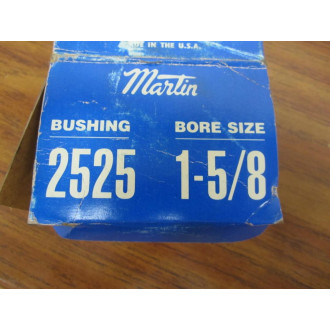 IN THE U.S.A.
Martin
BUSHING BORE SIZE
2525 1-5/8